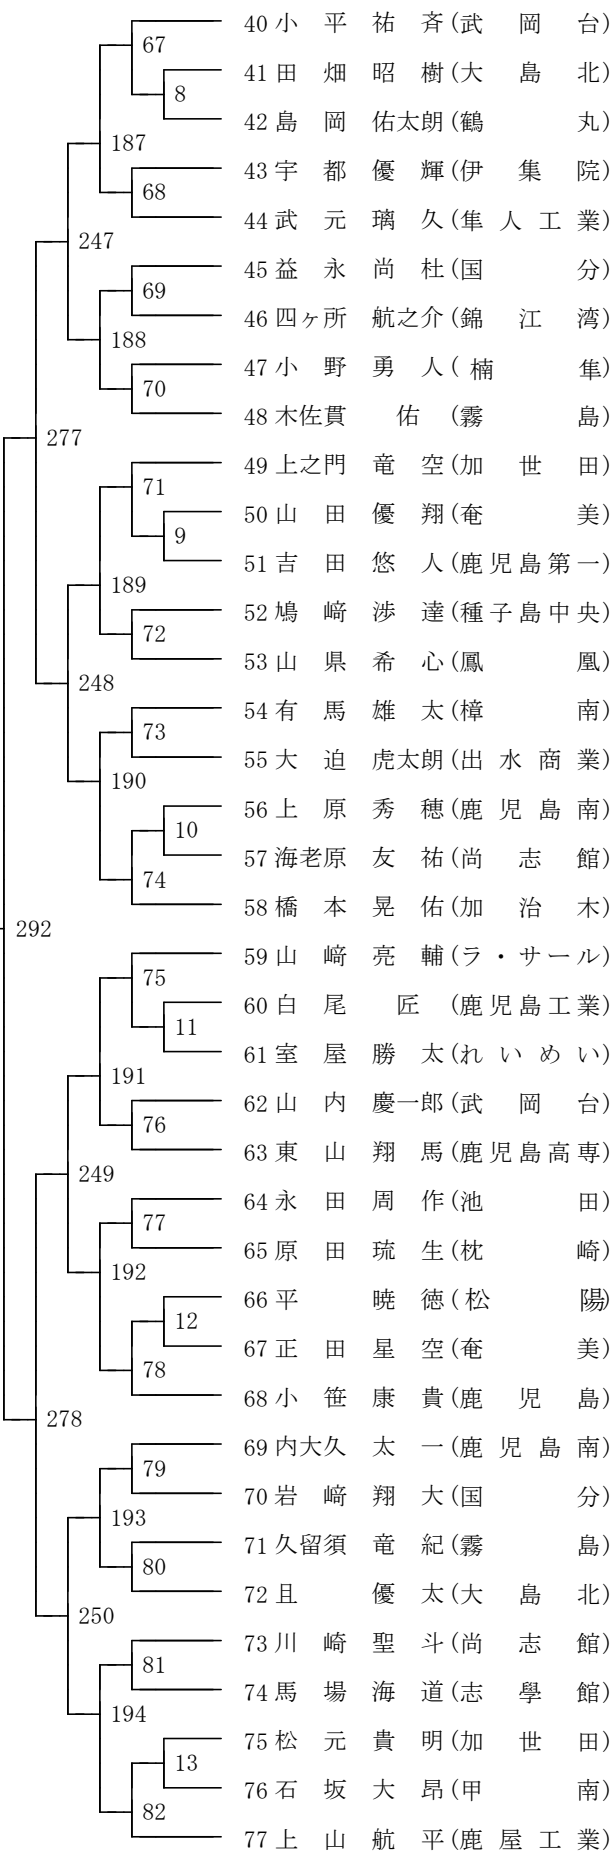 40 小平祐斉(武岡台)
67
41 田畑昭樹(大島北)
8
42 島岡佑太朗(鶴丸)
187
43 宇都優輝(伊集院)
68
44 武元璃久(隼人工業)
247
45 益永尚杜(国分)
69
46 四ヶ所航之介(錦江湾)
188
47 小野勇人(楠隼)
70
48 木佐貫佑(霧島)
277
49 上之門竜空(加世田)
71
50 山田優翔(奄美)
9
51 吉田悠人(鹿児島第一)
189
52 鳩﨑渉達(種子島中央)
72
53 山県希心(鳳凰)
248
54 有馬雄太(樟南)
73
55 大迫虎太朗(出水商業)
190
56 上原秀穂(鹿児島南)
10
57 海老原友祐(尚志館)
74
58 橋本晃佑(加治木)
292
59 山﨑亮輔(ラ・サール)
75
60 白尾匠(鹿児島工業)
11
61 室屋勝太(れいめい)
191
62 山内慶一郎(武岡台)
76
63 東山翔馬(鹿児島高専)
249
64 永田周作(池田)
77
65 原田琉生(枕崎)
192
66 平暁徳(松陽)
12
67 正田星空(奄美)
78
68 小笹康貴(鹿児島)
278
69 内大久太一(鹿児島南)
79
70 岩﨑翔大(国分)
193
71 久留須竜紀(霧島)
80
72 且優太(大島北)
250
73 川崎聖斗(尚志館)
81
74 馬場海道(志學館)
194
75 松元貴明(加世田)
13
76 石坂大昂(甲南)
82
77 上山航平(鹿屋工業)